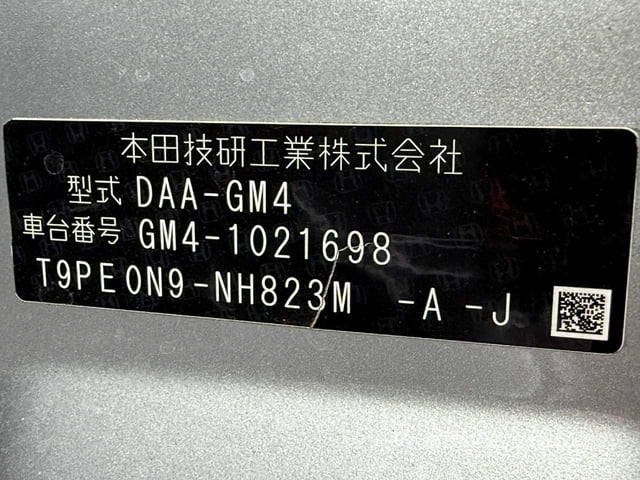 本田技研工業株式会社
型式 DAA-GM4
車台番号 GM4-1021698
T9PE0N9-NH823M -A -J